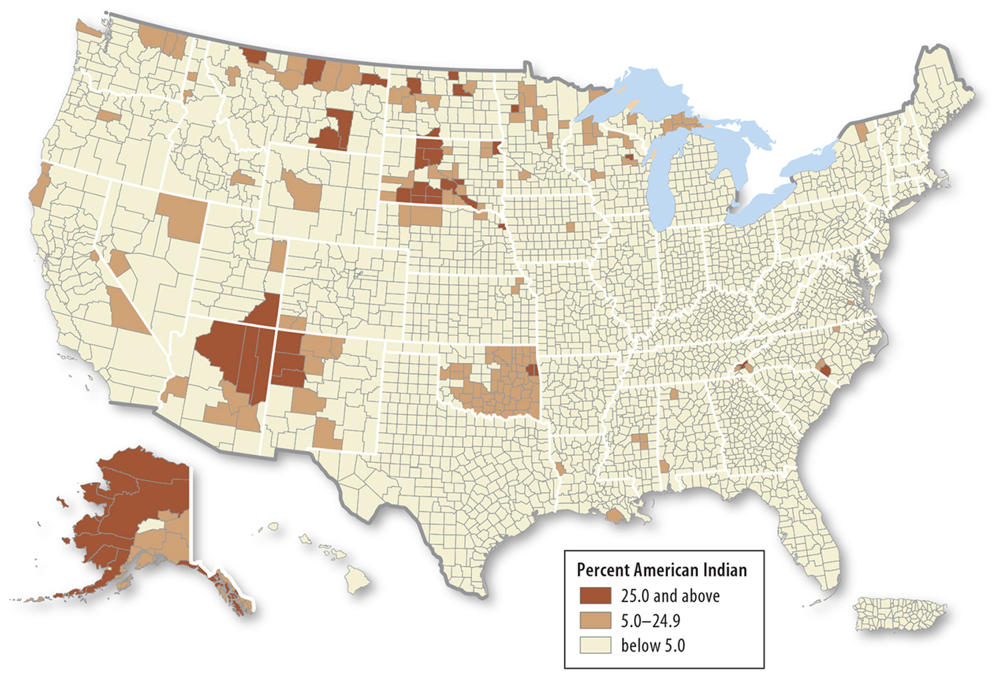 Percent American Indian
25.0 and above
5.0–24.9
below 5.0